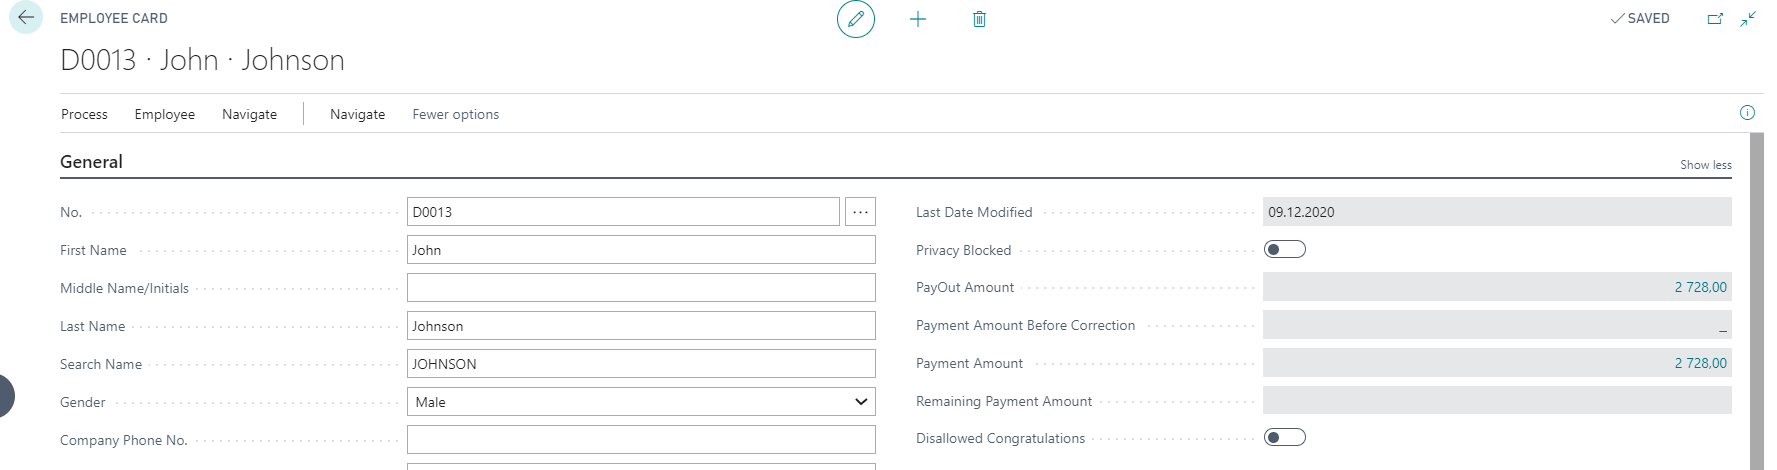 EMPLOYEE CARD
SAVED
D0013 · John · Johnson
Process Employee Navigate Navigate Fewer options
General
Show less
No. D0013 ...
First Name John
Middle Name/Initials
Last Name Johnson
Search Name JOHNSON
Gender Male
Company Phone No.
Last Date Modified 09.12.2020
Privacy Blocked
PayOut Amount 2 728,00
Payment Amount Before Correction _
Payment Amount 2 728,00
Remaining Payment Amount
Disallowed Congratulations